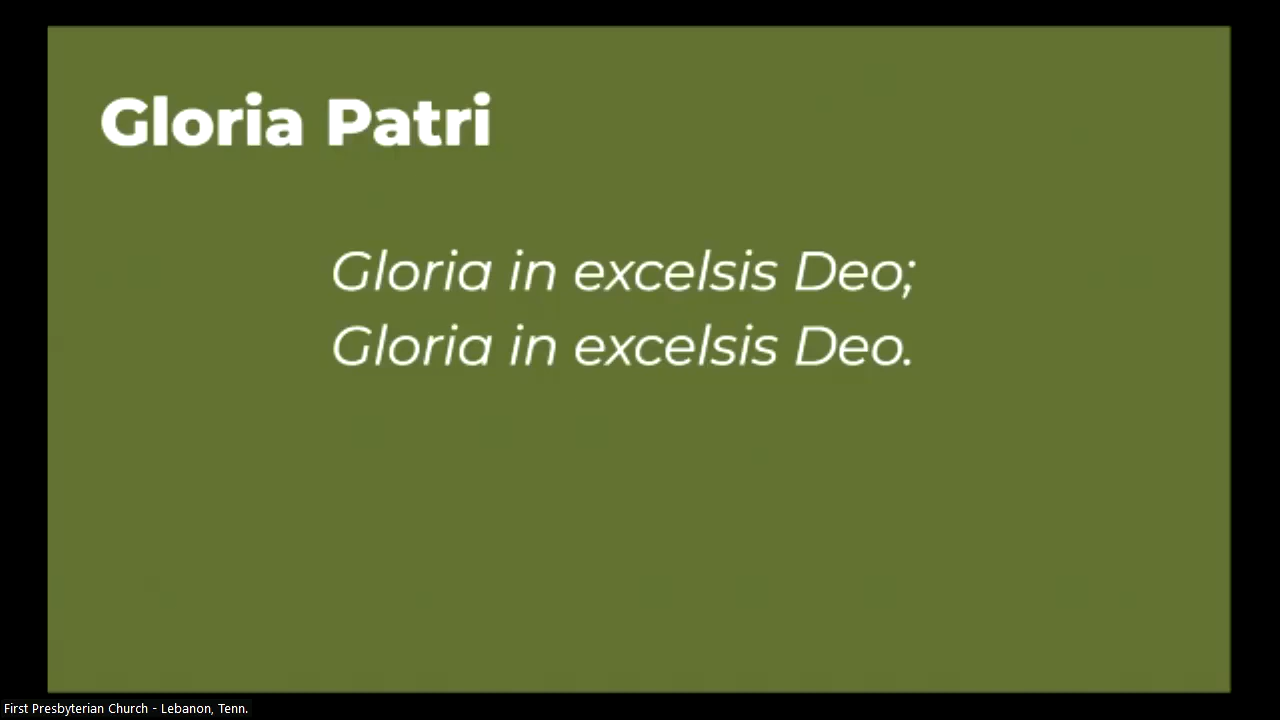 Gloria Patri
Gloria in excelsis Deo;
Gloria in excelsis Deo.
First Presbyterian Church - Lebanon, Tenn.